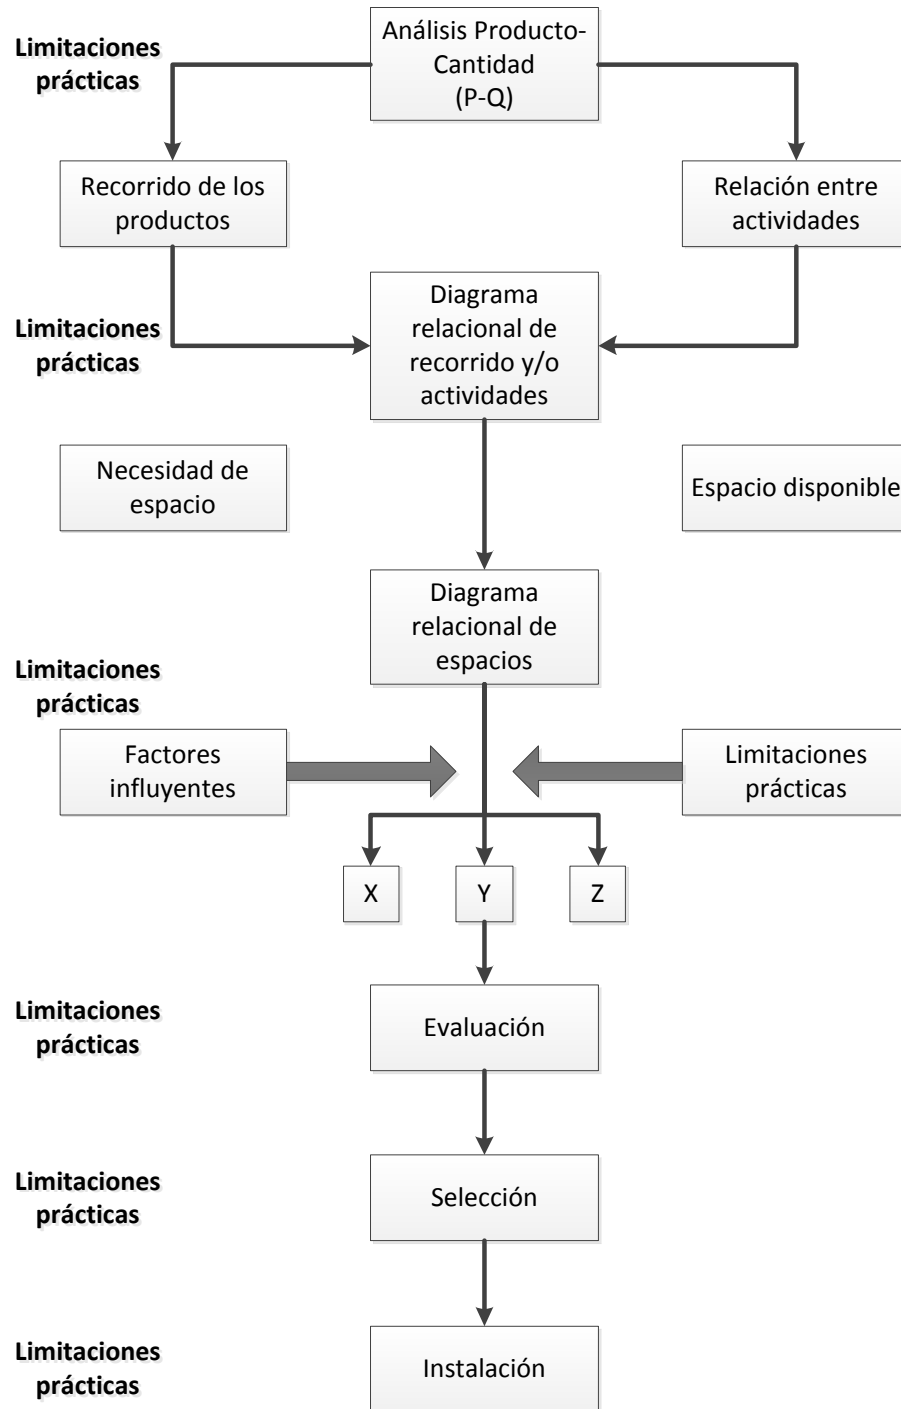 Limitaciones
prácticas
Análisis Producto-
Cantidad
(P-Q)
Recorrido de los
productos
Relación entre
actividades
Limitaciones
prácticas
Diagrama
relacional de
recorrido y/o
actividades
Necesidad de
espacio
Espacio disponible
Diagrama
relacional de
espacios
Limitaciones
prácticas
Factores
influyentes
Limitaciones
prácticas
X
Y
Z
Limitaciones
prácticas
Evaluación
Limitaciones
prácticas
Selección
Limitaciones
prácticas
Instalación